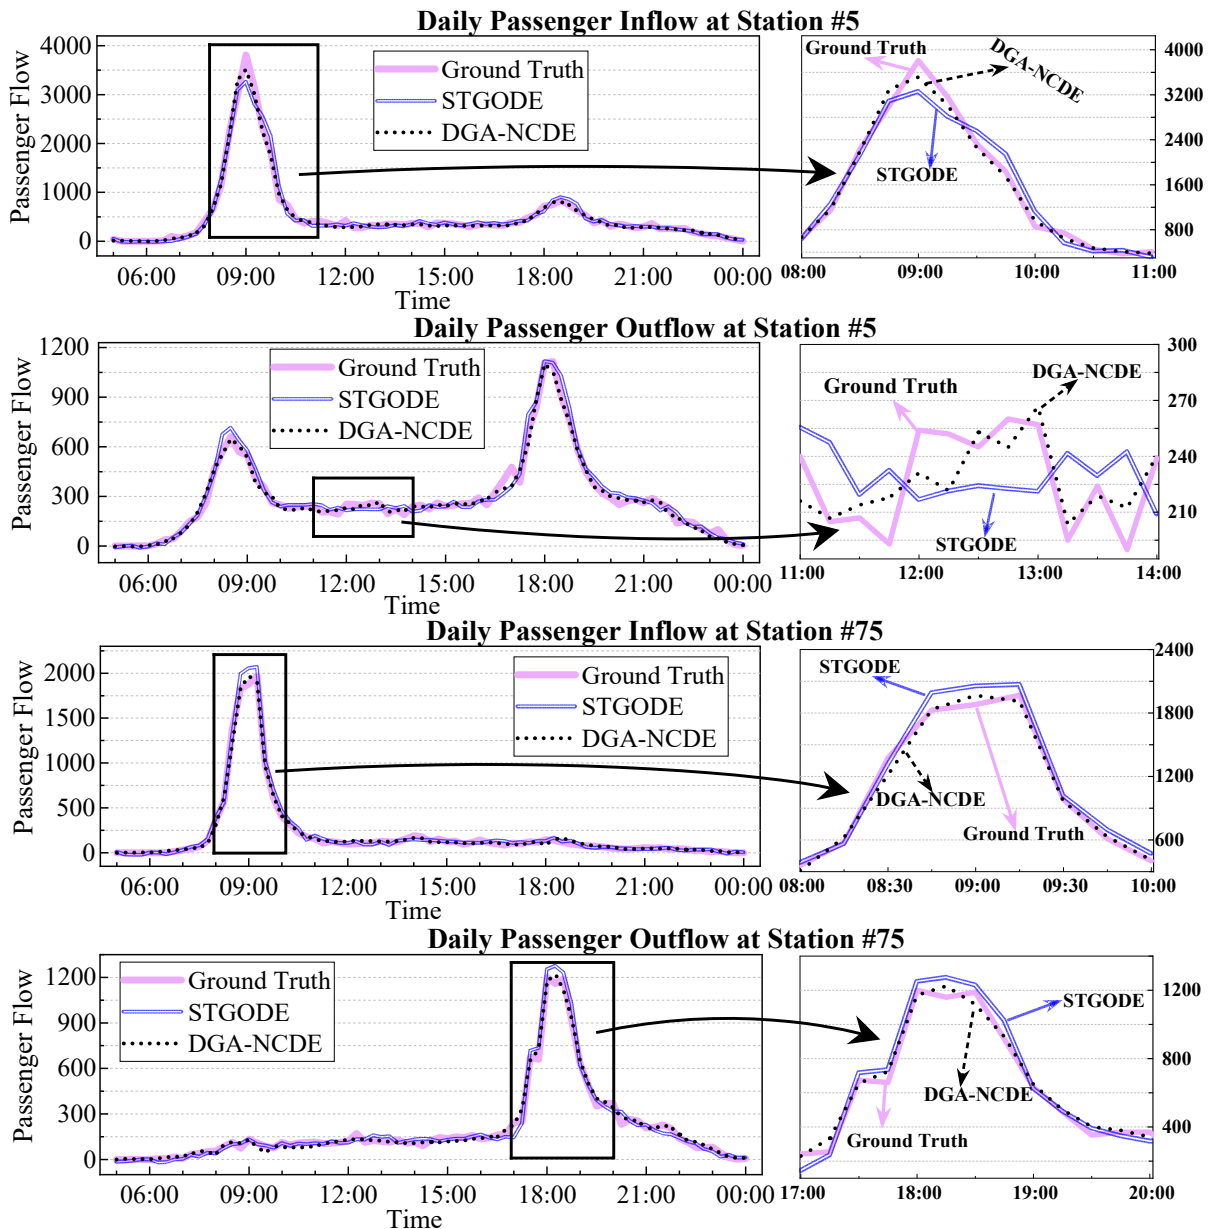 Daily Passenger Inflow at Station #5
Passenger Flow
4000
3000
2000
1000
0
Ground Truth
STGODE
DGA-NCDE
06:00 09:00 12:00 15:00 18:00 21:00 00:00
Time
Ground Truth
DGA-NCDE
STGODE
4000
3200
2400
1600
800
08:00 09:00 10:00 11:00
Daily Passenger Outflow at Station #5
Passenger Flow
1200
900
600
300
0
Ground Truth
STGODE
DGA-NCDE
06:00 09:00 12:00 15:00 18:00 21:00 00:00
Time
Ground Truth
DGA-NCDE
STGODE
300
270
240
210
11:00 12:00 13:00 14:00
Daily Passenger Inflow at Station #75
Passenger Flow
2000
1500
1000
500
0
Ground Truth
STGODE
DGA-NCDE
06:00 09:00 12:00 15:00 18:00 21:00 00:00
Time
STGODE
DGA-NCDE
Ground Truth
2400
1800
1200
600
08:00 08:30 09:00 09:30 10:00
Daily Passenger Outflow at Station #75
Passenger Flow
1200
900
600
300
0
Ground Truth
STGODE
DGA-NCDE
06:00 09:00 12:00 15:00 18:00 21:00 00:00
Time
STGODE
DGA-NCDE
Ground Truth
1200
800
400
17:00 18:00 19:00 20:00